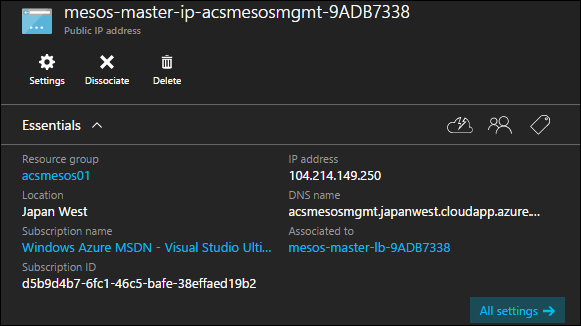 mesos-master-ip-acsmesosmgmt-9ADB7338
Public IP address
Settings Dissociate Delete
Essentials
Resource group
acsmesos01
Location
Japan West
Subscription name
Windows Azure MSDN - Visual Studio Ulti...
Subscription ID
d5b9d4b7-6fc1-46c5-bafe-38effaed19b2
IP address
104.214.149.250
DNS name
acsmesosmgmt.japanwest.cloudapp.azure....
Associated to
mesos-master-lb-9ADB7338
All settings →